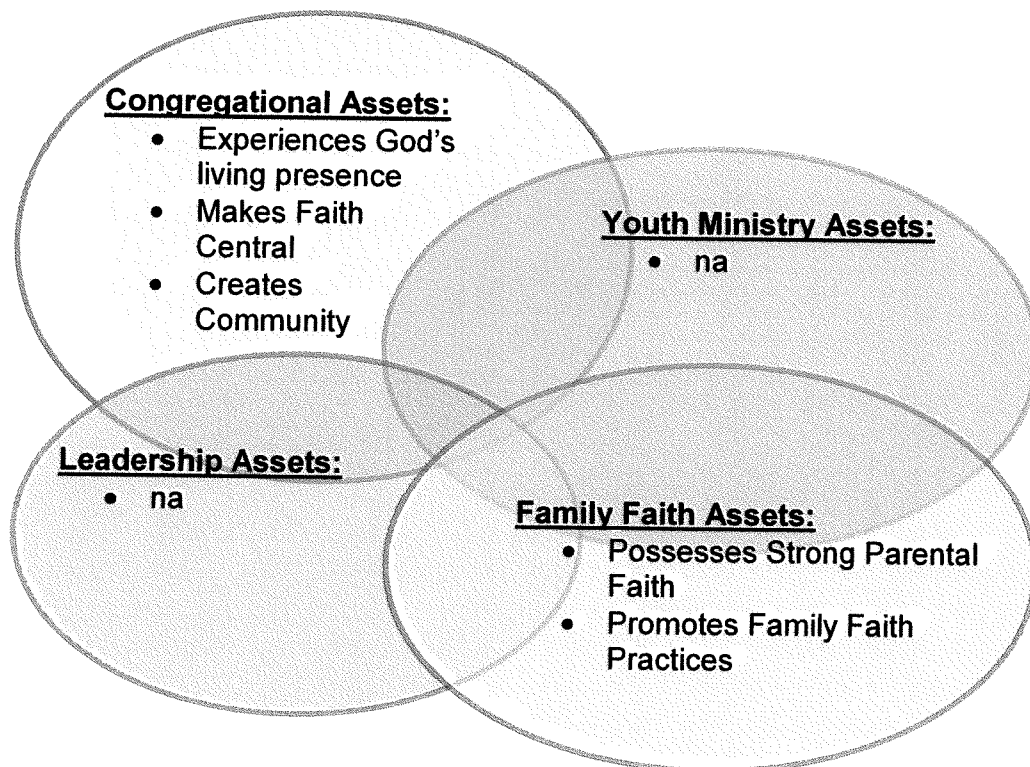 Congregational Assets:
• Experiences God's
living presence
• Makes Faith
Central
• Creates
Community
Youth Ministry Assets:
• na
Leadership Assets:
• na
Family Faith Assets:
• Possesses Strong Parental
Faith
• Promotes Family Faith
Practices